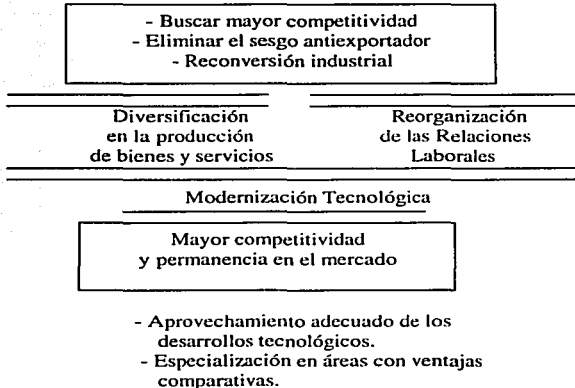 - Buscar mayor competitividad
- Eliminar el sesgo antiexportador
- Reconversión industrial
Diversificación
en la producción
de bienes y servicios
Reorganización
de las Relaciones
Laborales
Modernización Tecnológica
Mayor competitividad
y permanencia en el mercado
- Aprovechamiento adecuado de los
desarrollos tecnológicos.
- Especialización en áreas con ventajas
comparativas.